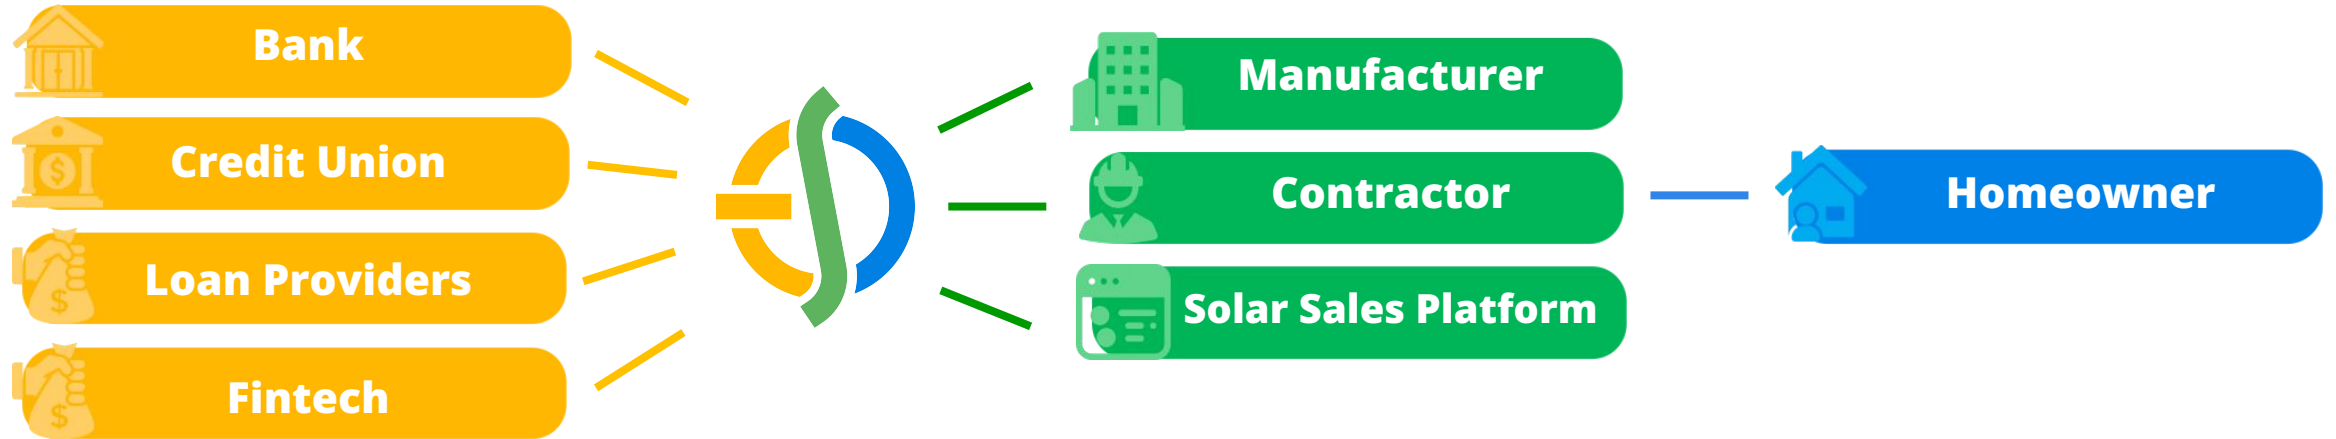 Bank
Credit Union
Loan Providers
Fintech
Manufacturer
Contractor
Solar Sales Platform
Homeowner